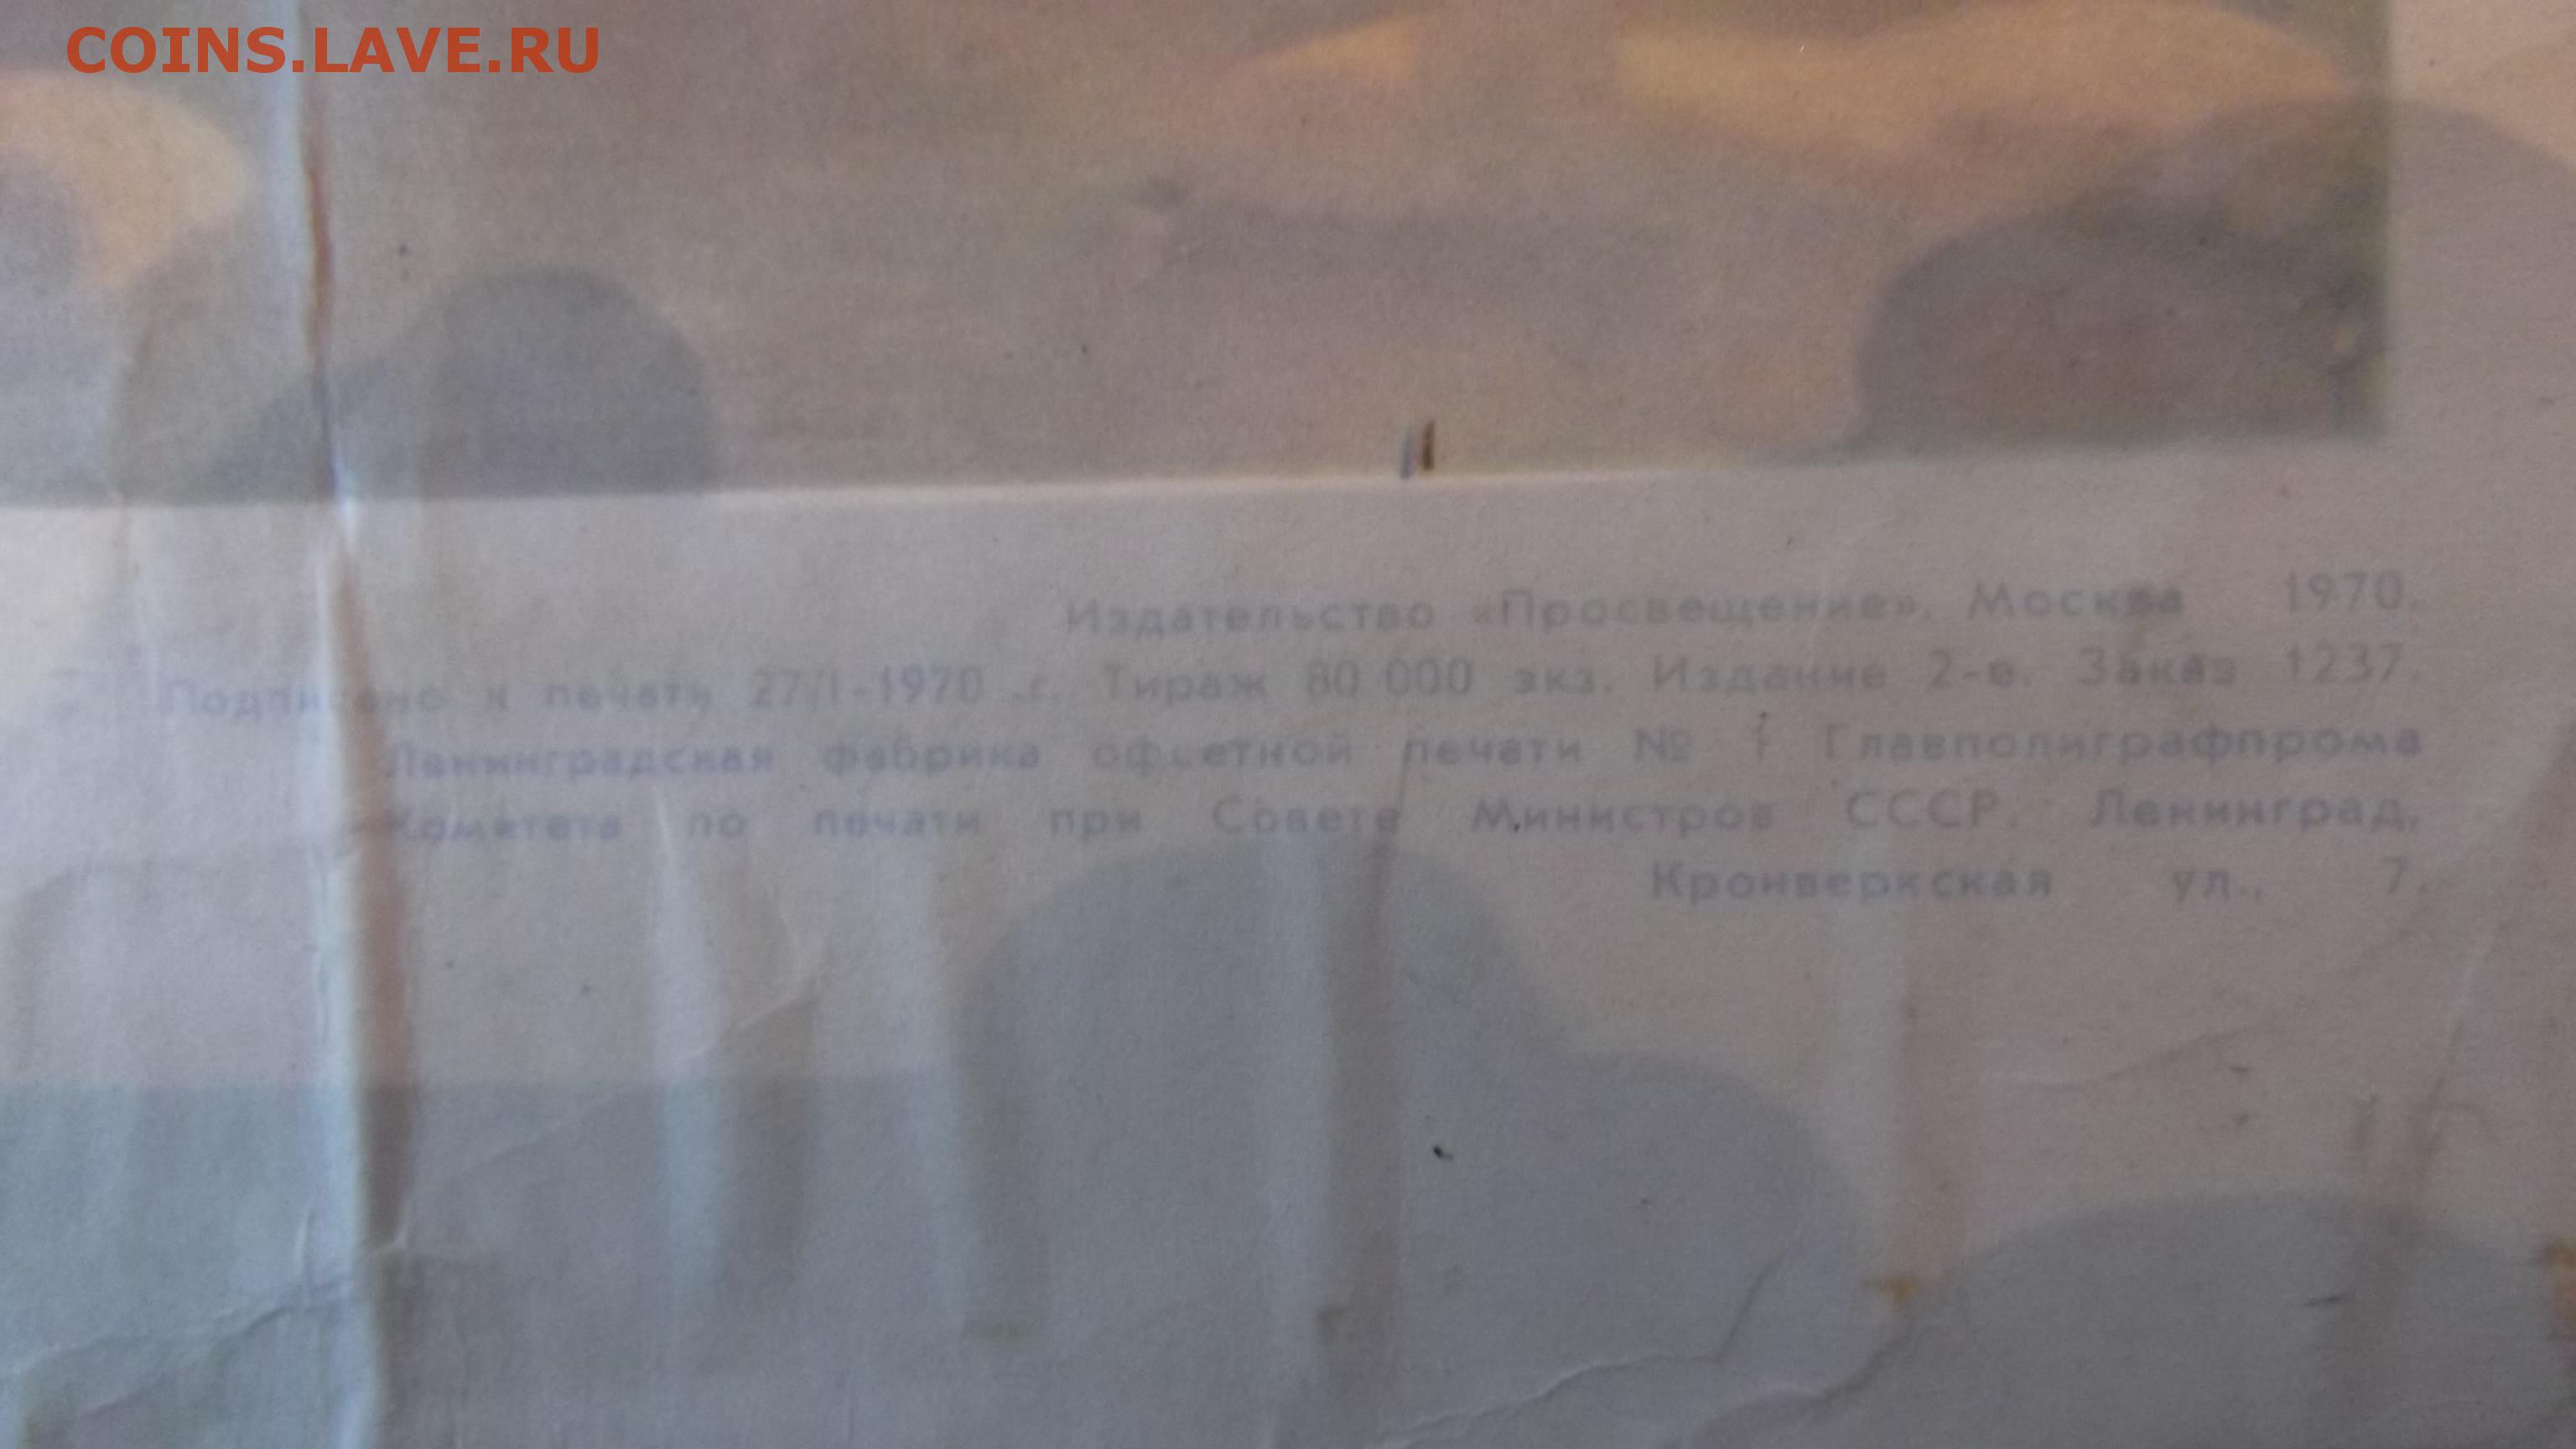 COINS.LAVE.RU
Издательство «Просвещение». Москва 1970.
Подписано к печати 27/I-1970 г. Тираж 80 000 экз. Издание 2-е. Заказ 1237.
Ленинградская фабрика офсетной печати № 1 Главполиграфпрома
Комитета по печати при Совете Министров СССР. Ленинград,
Кронверкская ул., 7.